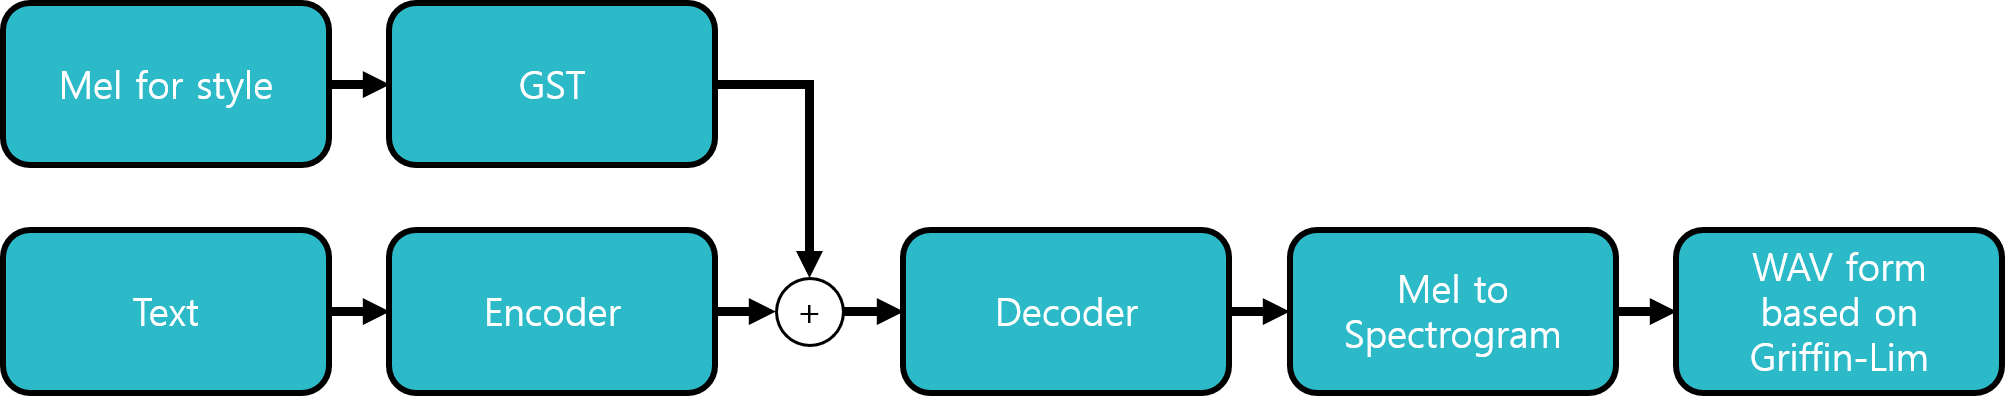 Mel for style
GST
Text
Encoder
+
Decoder
Mel to
Spectrogram
WAV form
based on
Griffin-Lim